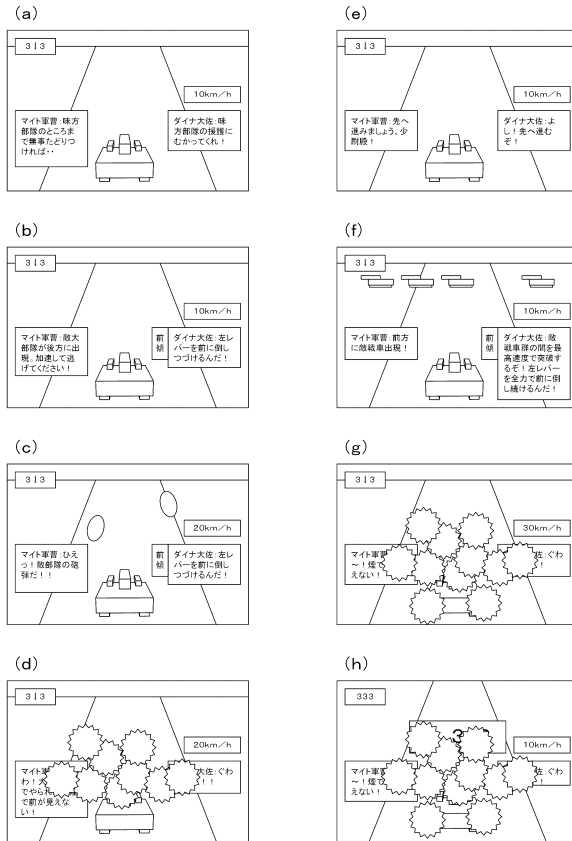 (a)
3↓3
10km/h
マイト軍曹:味方
部隊のところま
で無事たどりつ
ければ‥
ダイナ大佐:味
方部隊の援護に
むかってくれ!
(e)
3↓3
10km/h
マイト軍曹:先へ
進みましょう、少
尉殿!
ダイナ大佐:よ
し!先へ進む
ぞ!
(b)
3↓3
10km/h
マイト軍曹:敵大
部隊が後方に出
現。加速して逃
げてください!
前
傾
ダイナ大佐:左レ
バーを前に倒し
つづけるんだ!
(f)
3↓3
10km/h
マイト軍曹:前方
に敵戦車出現!
前
傾
ダイナ大佐:敵
戦車群の間を最
高速度で突破す
るぞ!左レバー
を全力で前に倒
し続けるんだ!
(c)
3↓3
20km/h
マイト軍曹:ひえ
っ!敵部隊の砲
弾だ!!
前
傾
ダイナ大佐:左レ
バーを前に倒し
つづけるんだ!
(g)
3↓3
30km/h
マイト軍
~!煙で
えない!
佐:ぐわ
!
(d)
3↓3
20km/h
マイト軍
わ!
でやられ
で前が見えな
い!
大佐:ぐわ
!!
(h)
333
3
10km/h
マイト軍
~!煙で
えない!
佐:ぐわ
!